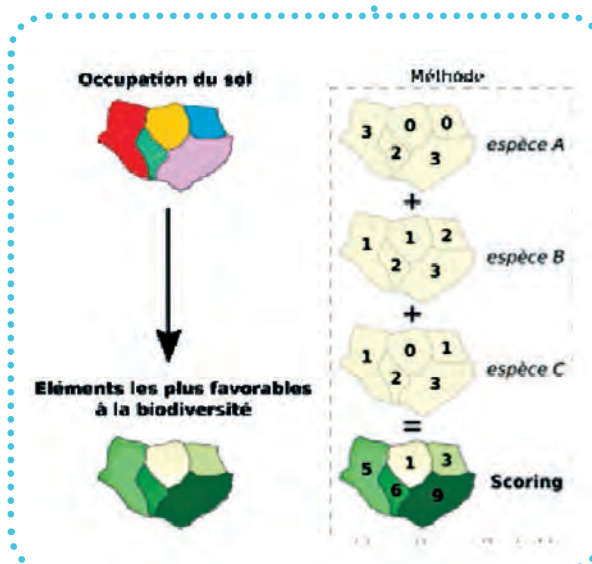 Occupation du sol
Eléments les plus favorables
à la biodiversité
Méthode
3 0 0
2 3
espèce A
+
1 1 2
2 3
espèce B
+
1 0 1
2 3
espèce C
=
5 1 3
6 9
Scoring